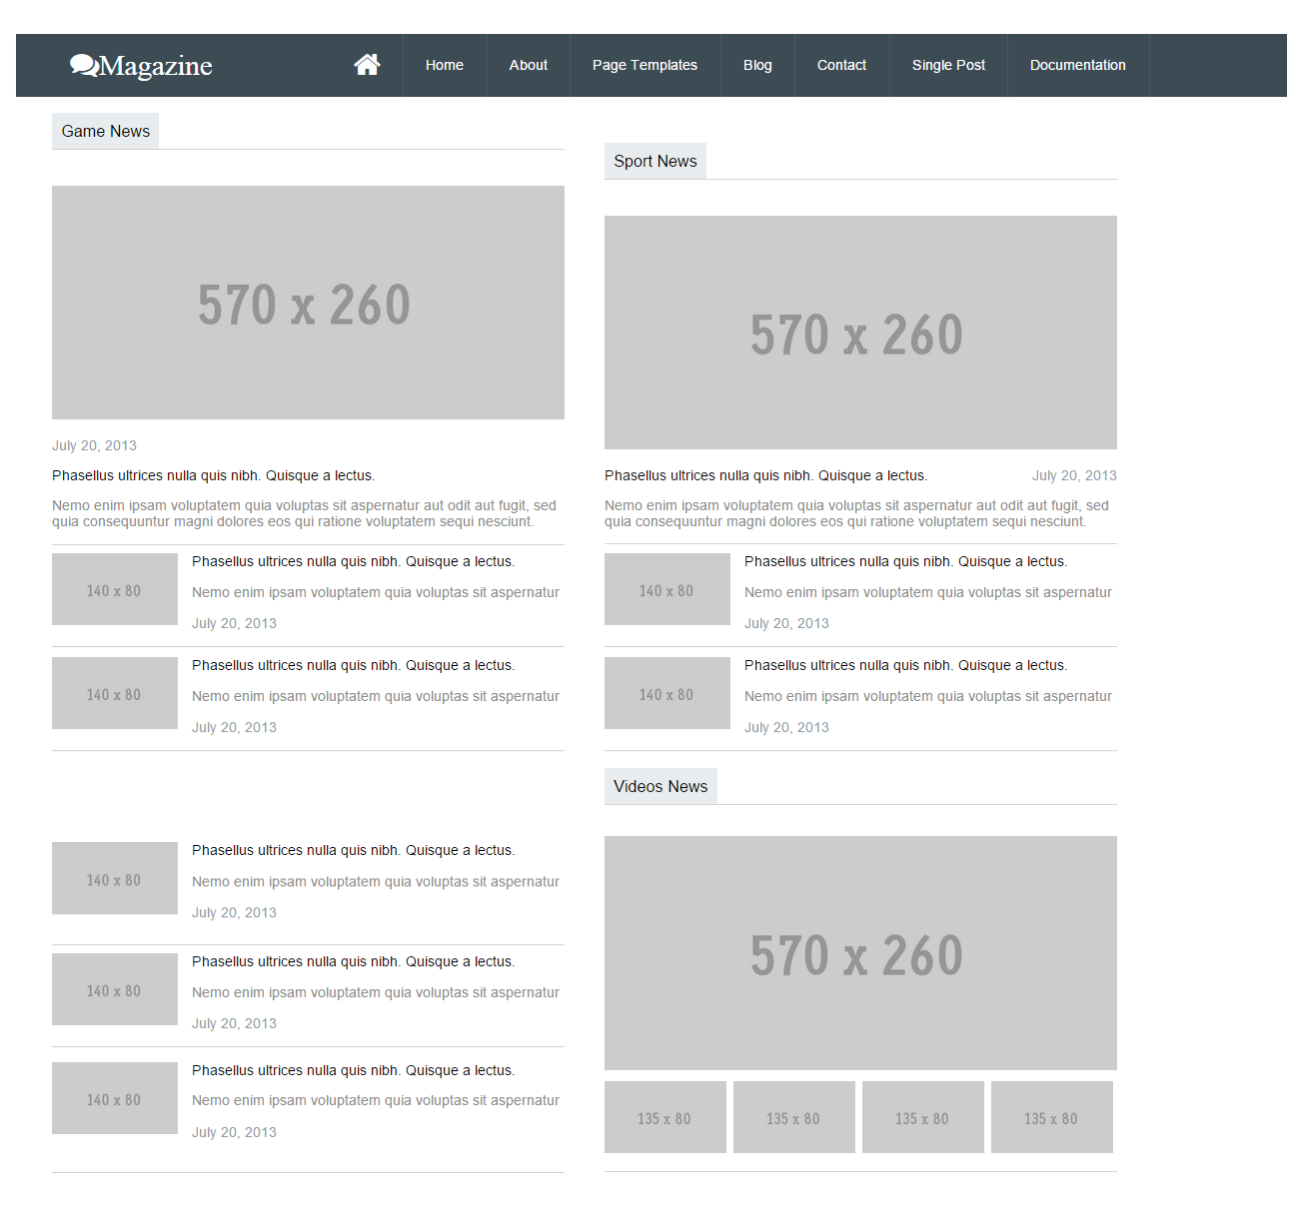 Magazine
Home
About
Page Templates
Blog
Contact
Single Post
Documentation
Game News
570 x 260
July 20, 2013
Phasellus ultrices nulla quis nibh. Quisque a lectus.
Nemo enim ipsam voluptatem quia voluptas sit aspernatur aut odit aut fugit, sed
quia consequuntur magni dolores eos qui ratione voluptatem sequi nesciunt.
140 x 80
Phasellus ultrices nulla quis nibh. Quisque a lectus.
Nemo enim ipsam voluptatem quia voluptas sit aspernatur
July 20, 2013
140 x 80
Phasellus ultrices nulla quis nibh. Quisque a lectus.
Nemo enim ipsam voluptatem quia voluptas sit aspernatur
July 20, 2013
140 x 80
Phasellus ultrices nulla quis nibh. Quisque a lectus.
Nemo enim ipsam voluptatem quia voluptas sit aspernatur
July 20, 2013
140 x 80
Phasellus ultrices nulla quis nibh. Quisque a lectus.
Nemo enim ipsam voluptatem quia voluptas sit aspernatur
July 20, 2013
140 x 80
Phasellus ultrices nulla quis nibh. Quisque a lectus.
Nemo enim ipsam voluptatem quia voluptas sit aspernatur
July 20, 2013
Sport News
570 x 260
Phasellus ultrices nulla quis nibh. Quisque a lectus. July 20, 2013
Nemo enim ipsam voluptatem quia voluptas sit aspernatur aut odit aut fugit, sed
quia consequuntur magni dolores eos qui ratione voluptatem sequi nesciunt.
140 x 80
Phasellus ultrices nulla quis nibh. Quisque a lectus.
Nemo enim ipsam voluptatem quia voluptas sit aspernatur
July 20, 2013
140 x 80
Phasellus ultrices nulla quis nibh. Quisque a lectus.
Nemo enim ipsam voluptatem quia voluptas sit aspernatur
July 20, 2013
Videos News
570 x 260
135 x 80
135 x 80
135 x 80
135 x 80